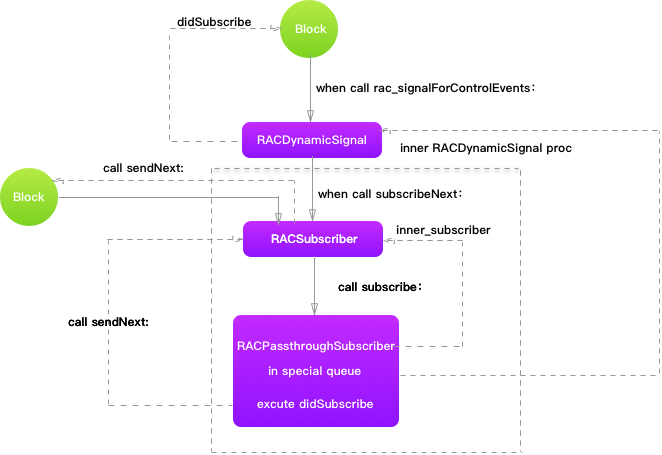 didSubscribe
Block
when call rac_signalForControlEvents:
RACDynamicSignal
inner RACDynamicSignal proc
call sendNext:
Block
when call subscribeNext:
RACSubscriber
inner_subscriber
call subscribe:
call sendNext:
RACPassthroughSubscriber
in special queue
excute didSubscribe